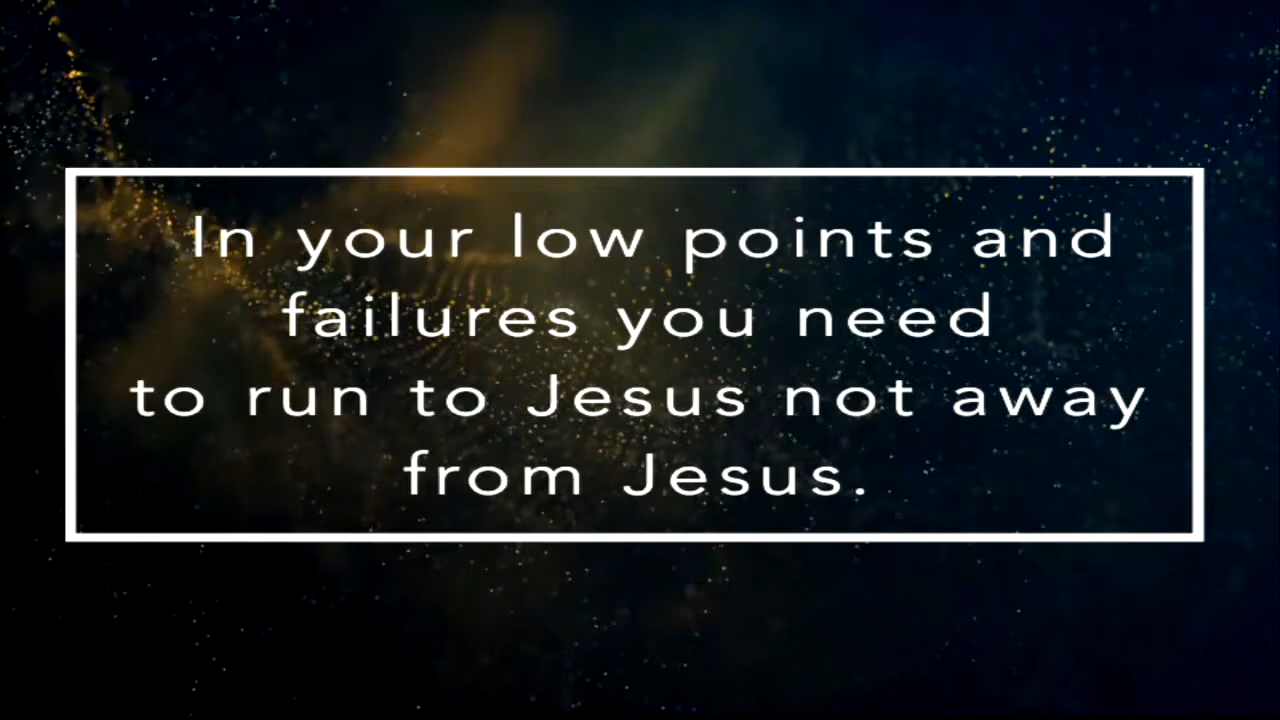 In your low points and
failures you need
to run to Jesus not away
from Jesus.